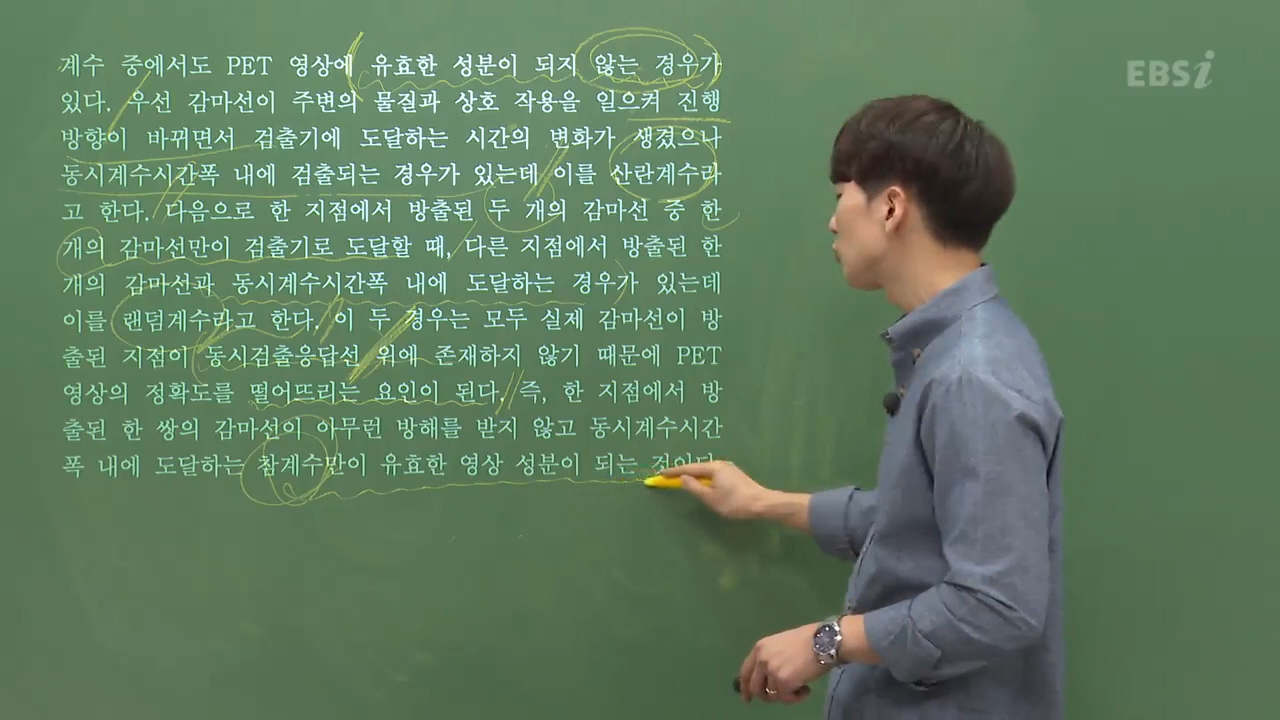 계수 중에서도 PET 영상에 유효한 성분이 되지 않는 경우가
있다. 우선 감마선이 주변의 물질과 상호 작용을 일으켜 진행
방향이 바뀌면서 검출기에 도달하는 시간의 변화가 생겼으나
동시계수시간폭 내에 검출되는 경우가 있는데 이를 산란계수라
고 한다. 다음으로 한 지점에서 방출된 두 개의 감마선 중 한
개의 감마선만이 검출기로 도달할 때, 다른 지점에서 방출된 한
개의 감마선과 동시계수시간폭 내에 도달하는 경우가 있는데
이를 랜덤계수라고 한다. 이 두 경우는 모두 실제 감마선이 방
출된 지점이 동시검출응답선 위에 존재하지 않기 때문에 PET
영상의 정확도를 떨어뜨리는 요인이 된다. 즉, 한 지점에서 방
출된 한 쌍의 감마선이 아무런 방해를 받지 않고 동시계수시간
폭 내에 도달하는 참계수만이 유효한 영상 성분이 되는 것이다.
EBSi